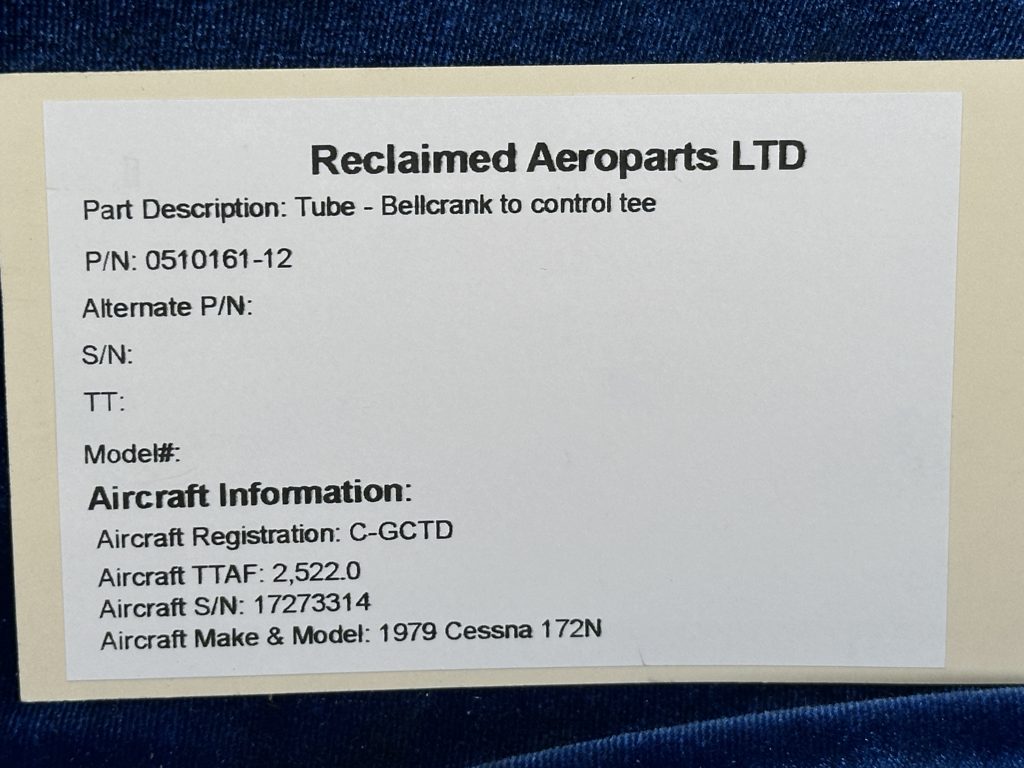 Reclaimed Aeroparts LTD
Part Description: Tube - Bellcrank to control tee
P/N: 0510161-12
Alternate P/N:
S/N:
TT:
Model#:
Aircraft Information:
Aircraft Registration: C-GCTD
Aircraft TTAF: 2,522.0
Aircraft S/N: 17273314
Aircraft Make & Model: 1979 Cessna 172N